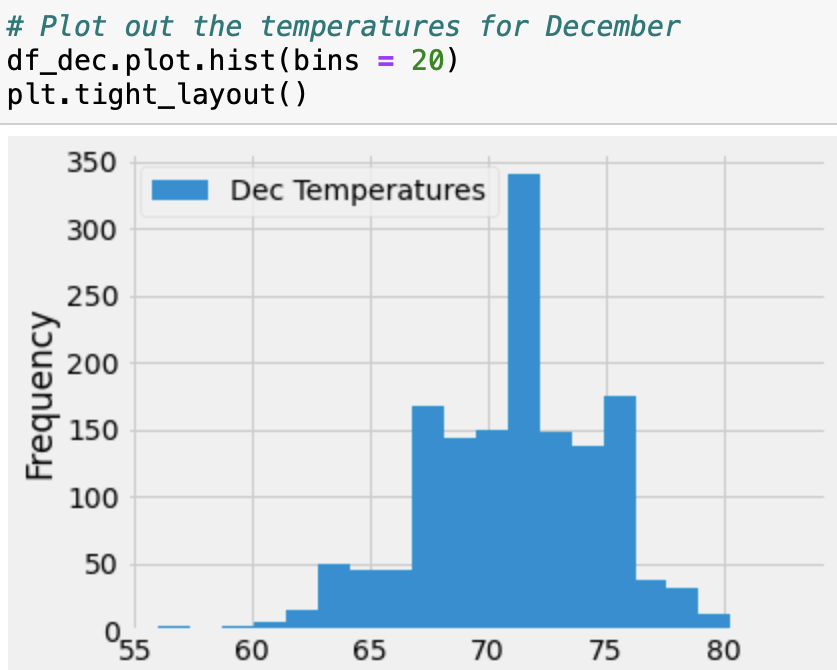 # Plot out the temperatures for December
df_dec.plot.hist(bins = 20)
plt.tight_layout()
350
Dec Temperatures
300
250
200
150
100
50
0
Frequency
55 60 65 70 75 80